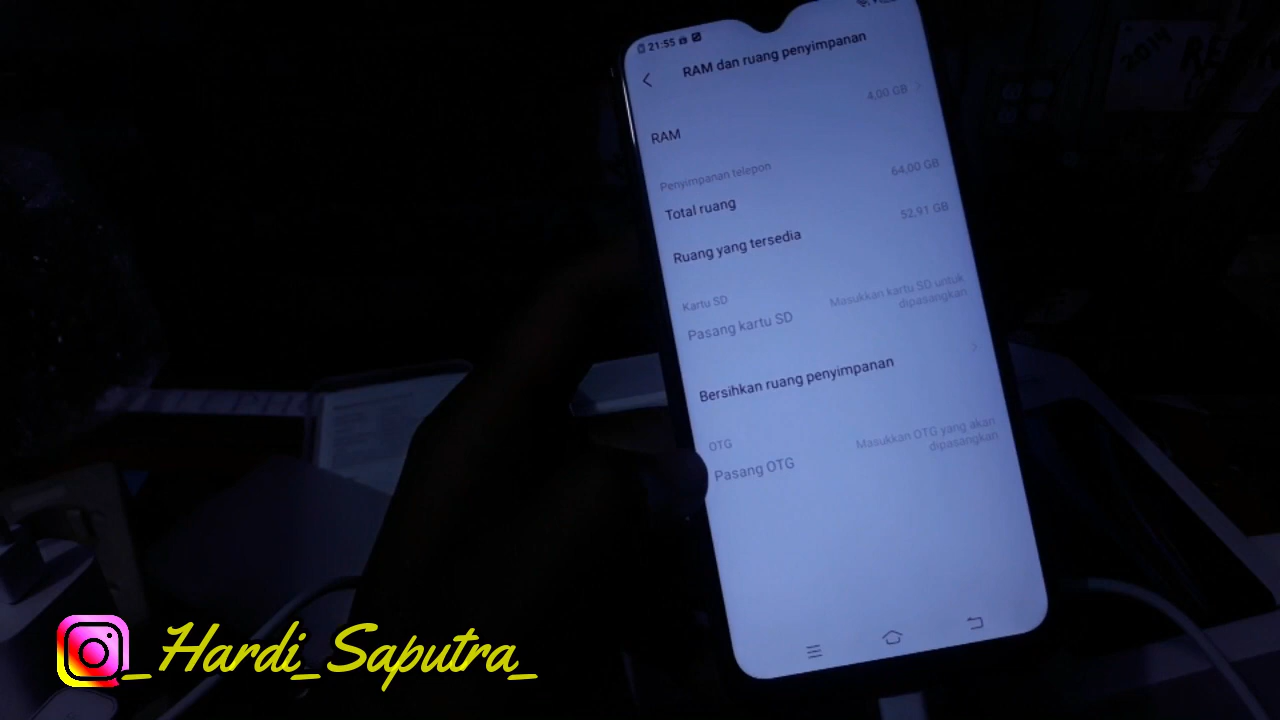 21:55
RAM dan ruang penyimpanan
4,00 GB
RAM
Penyimpanan telepon
64,00 GB
Total ruang
52,91 GB
Ruang yang tersedia
Kartu SD
Masukkan kartu SD untuk
dipasangkan
Pasang kartu SD
Bersihkan ruang penyimpanan
OTG
Masukkan OTG yang akan
dipasangkan
Pasang OTG
2019
_Hardi_Saputra_